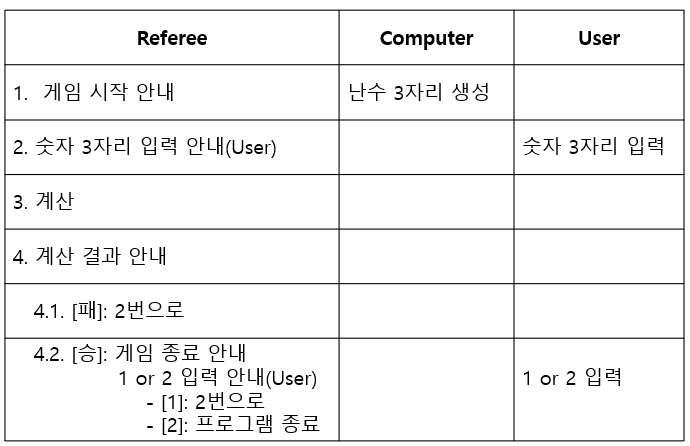 Referee Computer User
1. 게임 시작 안내 난수 3자리 생성
2. 숫자 3자리 입력 안내(User) 숫자 3자리 입력
3. 계산
4. 계산 결과 안내
4.1. [패]: 2번으로
4.2. [승]: 게임 종료 안내
1 or 2 입력 안내(User) 1 or 2 입력
- [1]: 2번으로
- [2]: 프로그램 종료